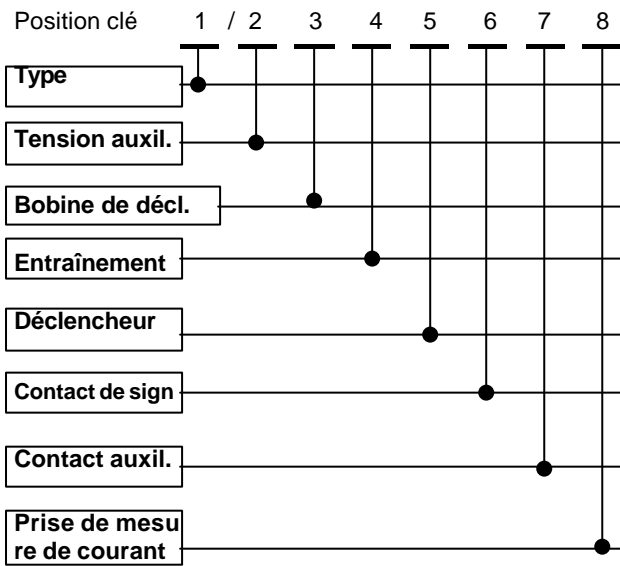 Position clé 1 / 2 3 4 5 6 7 8
Type
Tension auxil.
Bobine de décl.
Entraînement
Déclencheur
Contact de sign
Contact auxil.
Prise de mesu
re de courant